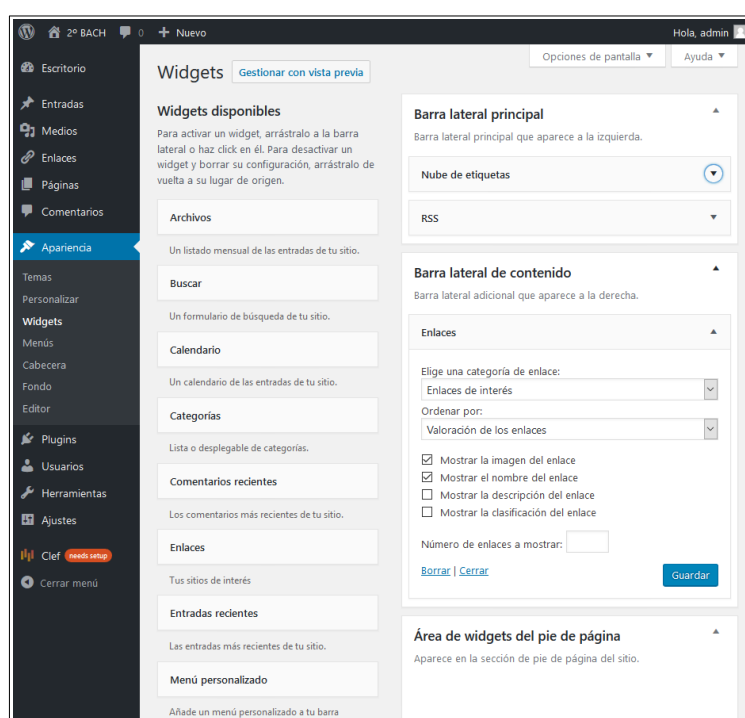 2º BACH 0 + Nuevo Hola, admin
Opciones de pantalla ▼ Ayuda ▼
Escritorio
Entradas
Medios
Enlaces
Páginas
Comentarios
Apariencia
Temas
Personalizar
Widgets
Menús
Cabecera
Fondo
Editor
Plugins
Usuarios
Herramientas
Ajustes
Clef needs setup
Cerrar menú
Widgets Gestionar con vista previa
Widgets disponibles
Para activar un widget, arrástralo a la barra
lateral o haz click en él. Para desactivar un
widget y borrar su configuración, arrástralo de
vuelta a su lugar de origen.
Archivos
Un listado mensual de las entradas de tu sitio.
Buscar
Un formulario de búsqueda de tu sitio.
Calendario
Un calendario de las entradas de tu sitio.
Categorías
Lista o desplegable de categorías.
Comentarios recientes
Los comentarios más recientes de tu sitio.
Enlaces
Tus sitios de interés
Entradas recientes
Las entradas más recientes de tu sitio.
Menú personalizado
Añade un menú personalizado a tu barra
Barra lateral principal
Barra lateral principal que aparece a la izquierda.
Nube de etiquetas
RSS
Barra lateral de contenido
Barra lateral adicional que aparece a la derecha.
Enlaces
Elige una categoría de enlace:
Enlaces de interés
Ordenar por:
Valoración de los enlaces
Mostrar la imagen del enlace
Mostrar el nombre del enlace
Mostrar la descripción del enlace
Mostrar la clasificación del enlace
Número de enlaces a mostrar:
Borrar | Cerrar Guardar
Área de widgets del pie de página
Aparece en la sección de pie de página del sitio.